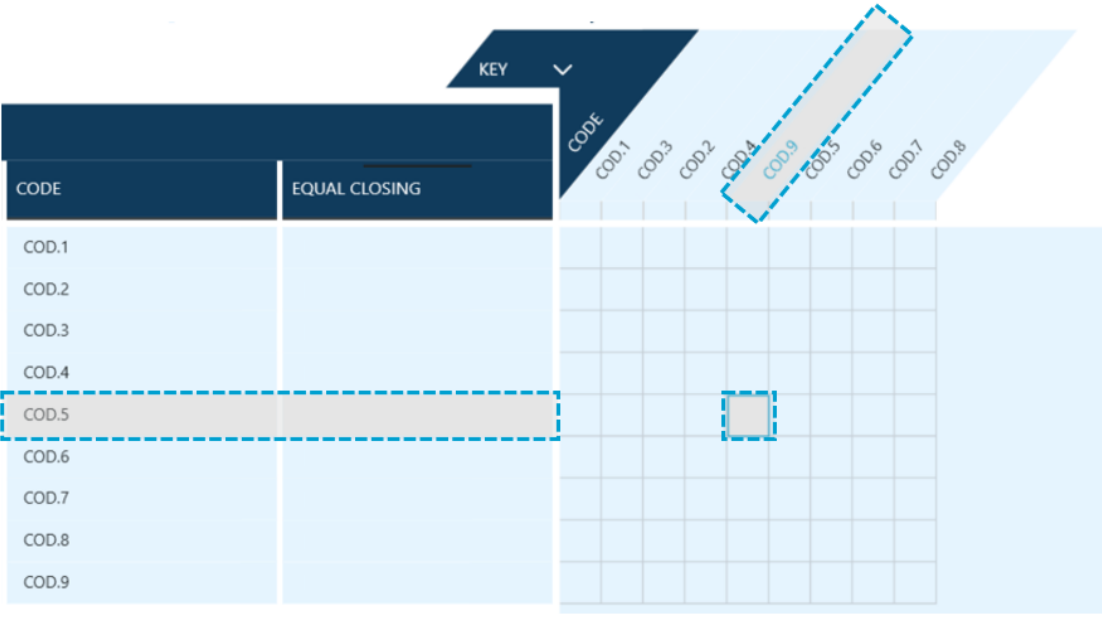 KEY
CODE
COD.1
COD.3
COD.2
COD.4
COD.9
COD.5
COD.6
COD.7
COD.8
CODE EQUAL CLOSING
COD.1
COD.2
COD.3
COD.4
COD.5
COD.6
COD.7
COD.8
COD.9